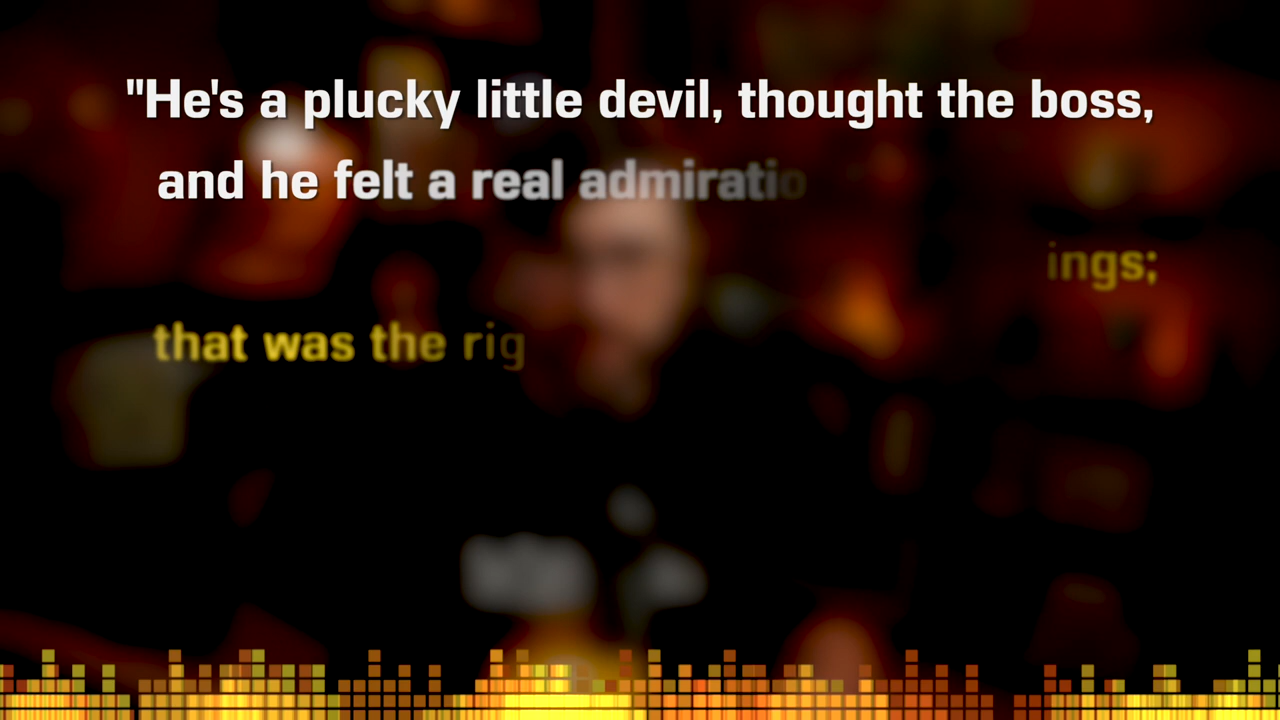 "He's a plucky little devil, thought the boss,
and he felt a real admiratio
ings;
that was the rig